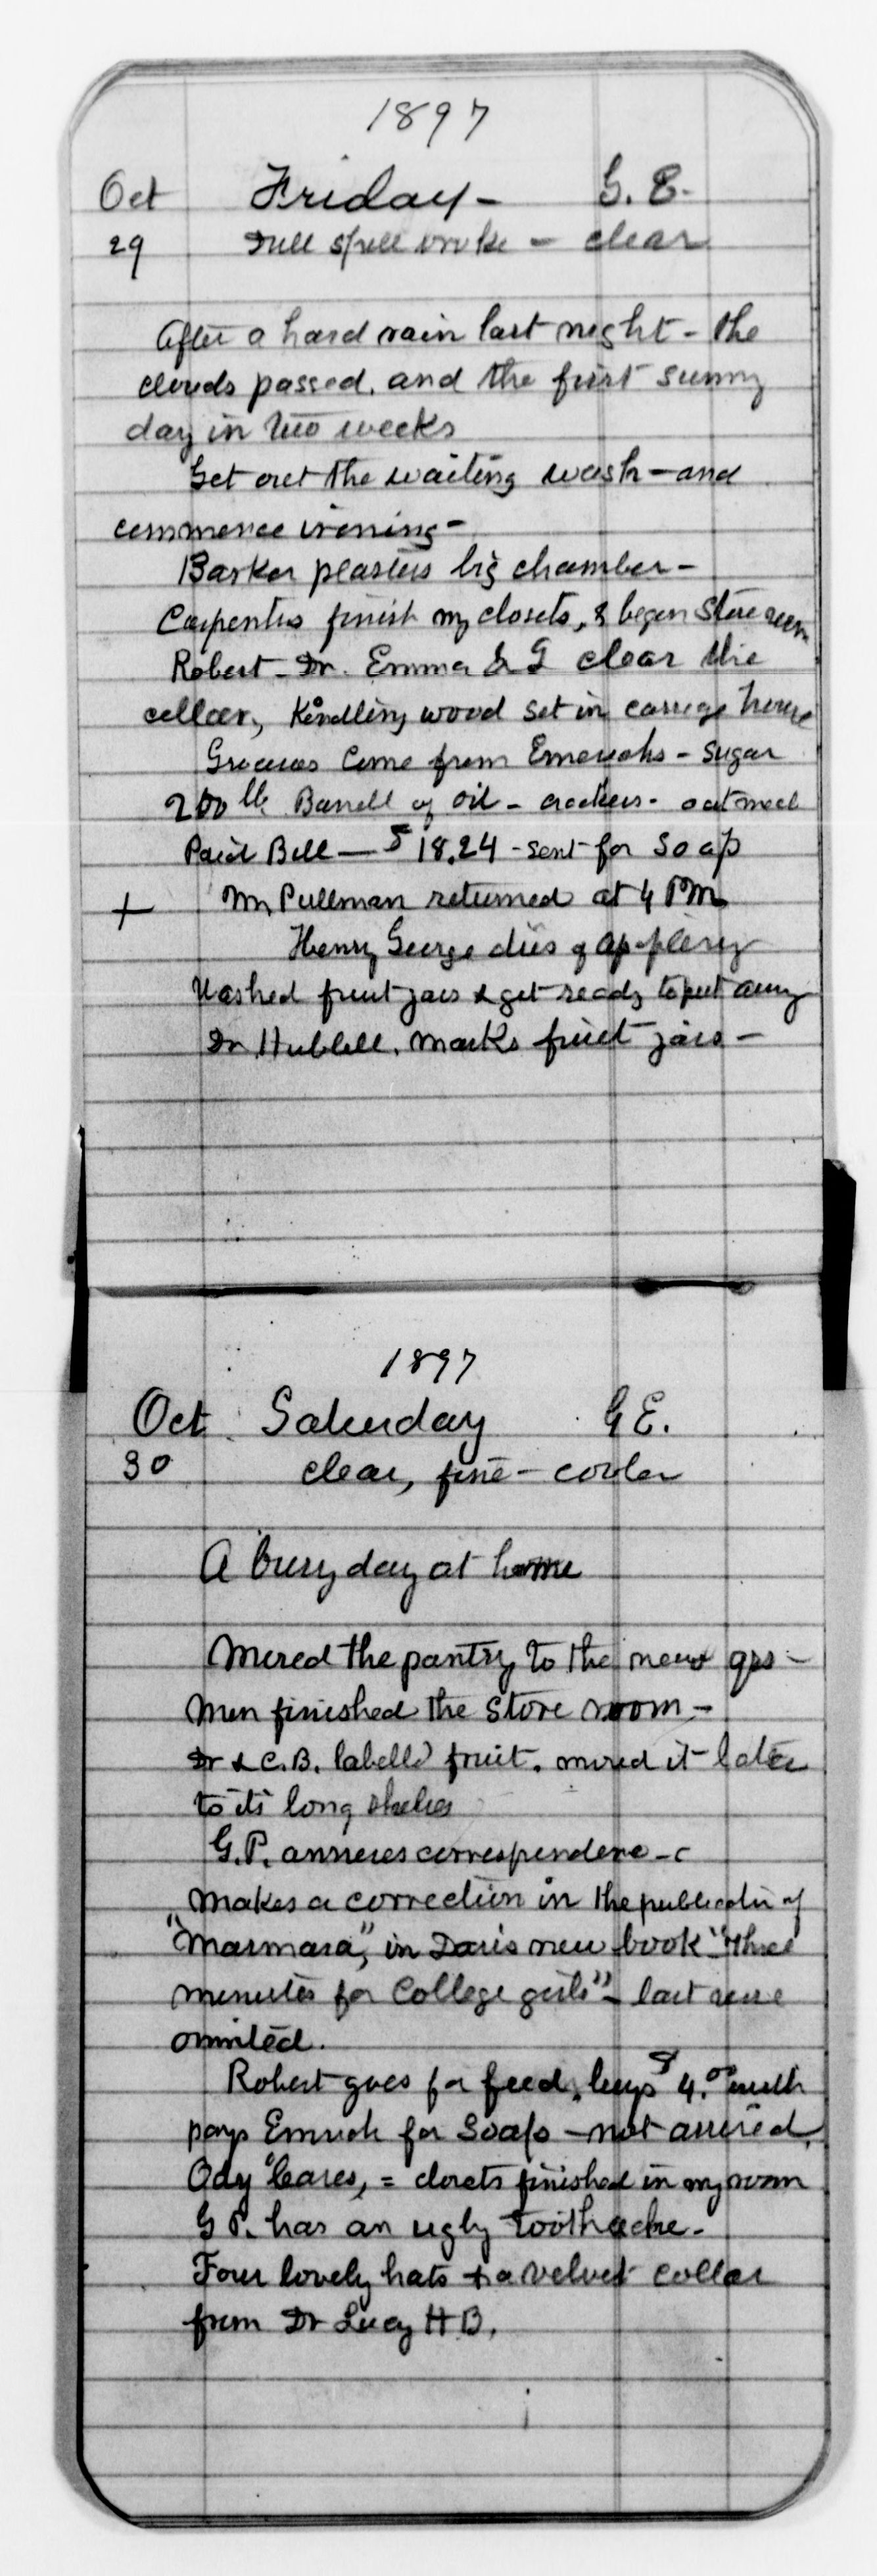 1897
Oct Friday - G. E.
29 Dull spell broke - clear
After a hard rain last night - the
clouds passed, and the first sunny
day in two weeks
Get out the waiting wash - and
commence ironing -
Barker plasters big chamber -
Carpenters finish my closets, & begin store room
Robert - Dr. Emma & I clear the
cellar, Kindling wood set in carriage house
Groceries come from - Sugar
200 lb Barrell of oil - crackers - oatmeal
Paid Bill — $18.24 - sent for soap
+ Mr Pullman returned at 4 PM
Henry George dies of apoplexy
Washed fruit jars & get ready to put away
Dr. Hubbell. marks fruit jars -
1897
Oct Saturday G E.
30 clear, fine - cooler
A busy day at home
Moved the pantry to the new qrs -
Men finished the store room -
Dr & C.B. labelled fruit. moved it later
to its long shelves
G.P. answers correspondence - c
makes a correction in the publication of
"Marmara", in Davis new book "three
minutes for College girls" - last verse
omitted.
Robert goes for feed, buys $4.00 worth
pays for Soap - not arrived.
Ody leaves, = closets finished in my room
G P. has an ugly toothache -
Four lovely hats & a velvet collar
from Dr Lucy H B.